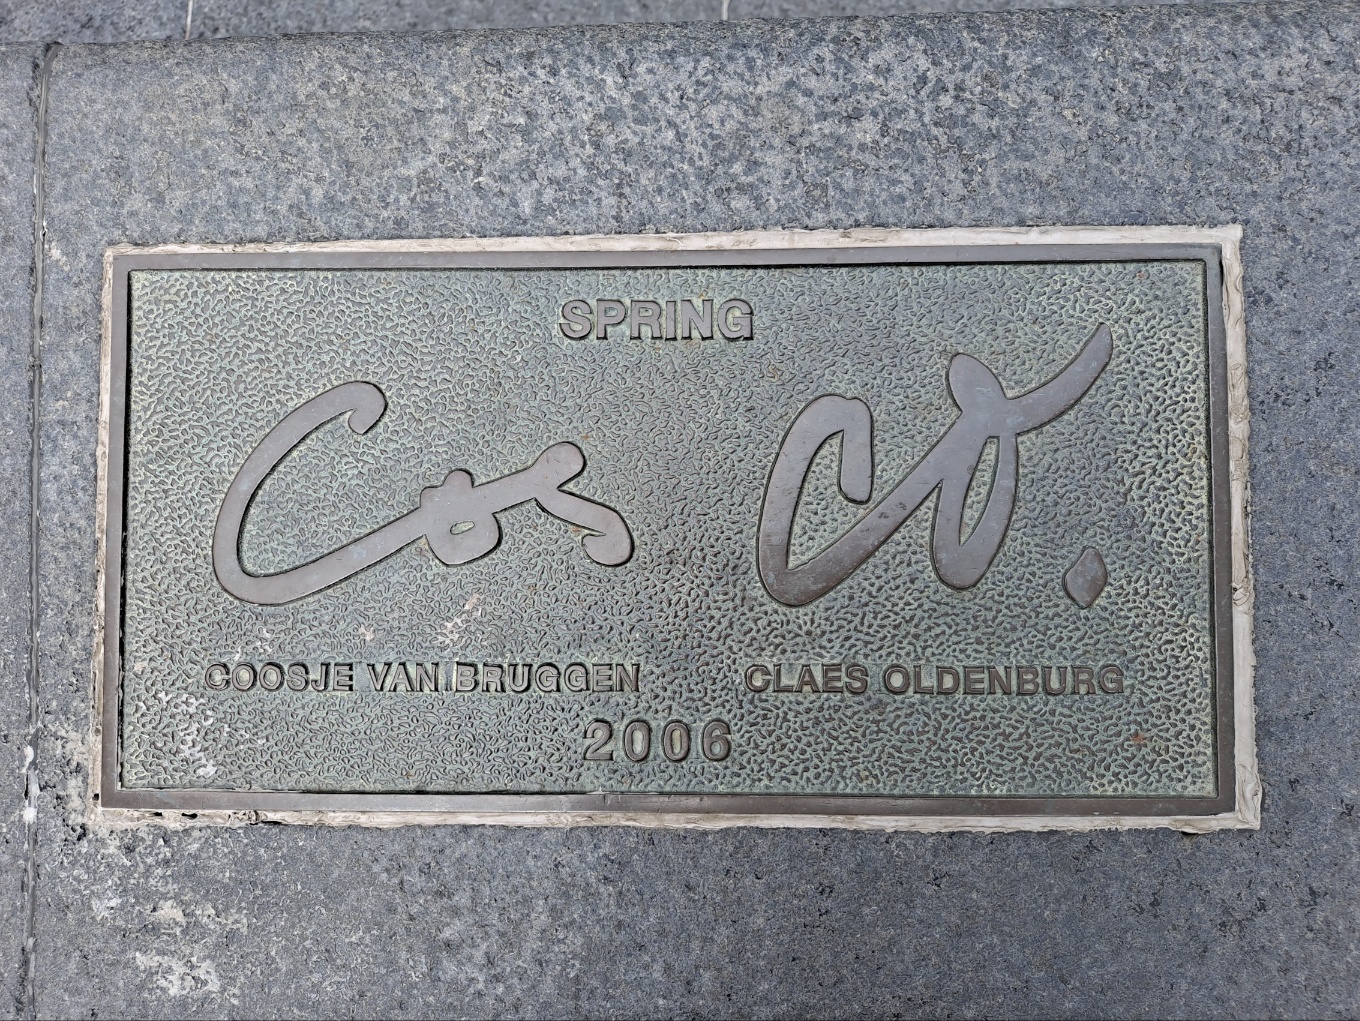 SPRING
Cos
CO.
COOSJE VAN BRUGGEN
CLAES OLDENBURG
2006